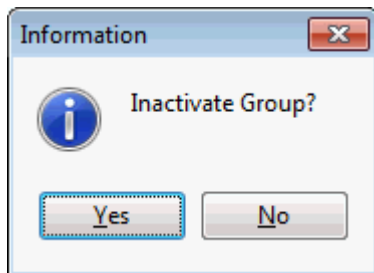 Information
Inactivate Group?
Yes
No